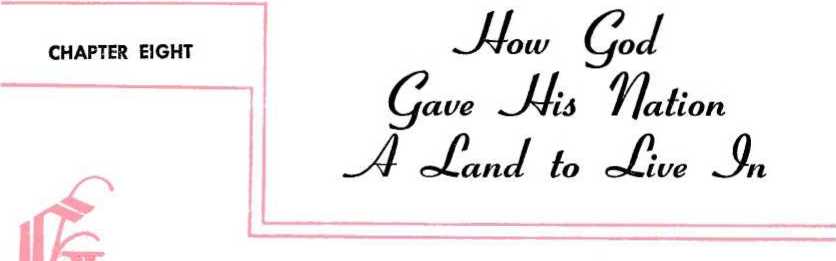 CHAPTER EIGHT
How God
Gave His Nation
A Land to Live In